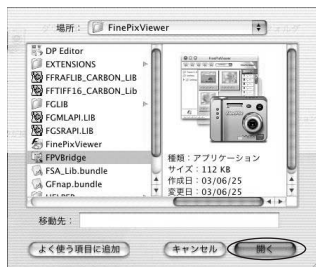 場所：
FinePixViewer
DP Editor
EXTENSIONS
FFRAFLIB_CARBON_LIB
FFTIFF16_CARBON_Lib
FGLIB
FGMLAPI.LIB
FGSRAPI.LIB
FinePixViewer
FPVBridge
FSA_Lib.bundle
GFnap.bundle
HELPER
種類：アプリケーション
サイズ：112 KB
作成日：03/06/25
変更日：03/06/25
移動先：
よく使う項目に追加
キャンセル
開く